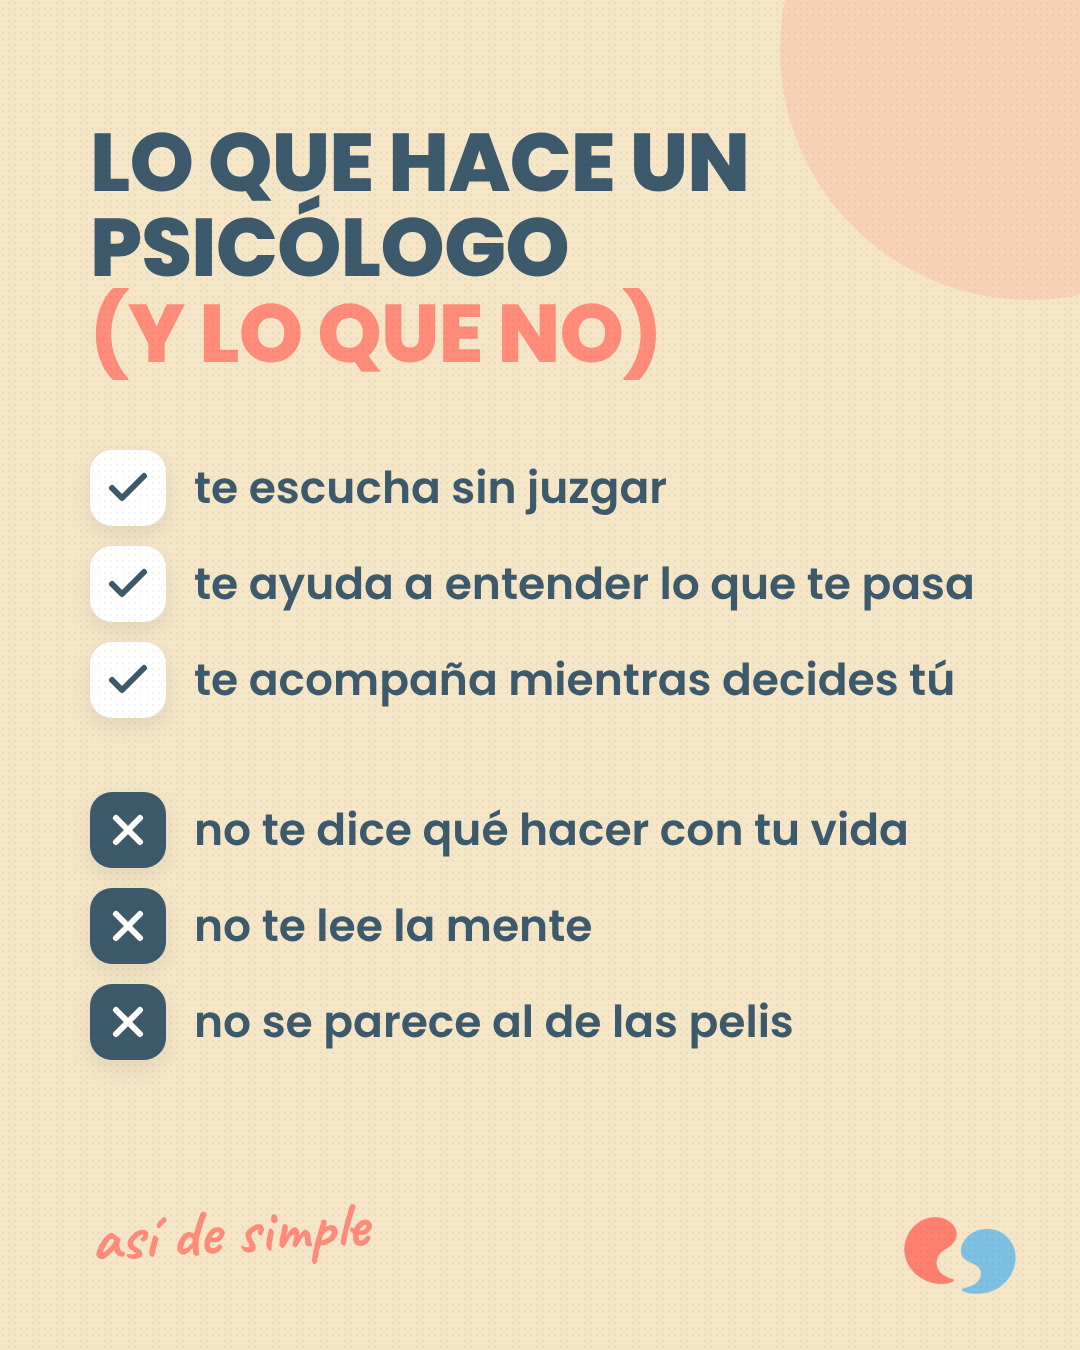 LO QUE HACE UN
PSICÓLOGO
(Y LO QUE NO)
te escucha sin juzgar
te ayuda a entender lo que te pasa
te acompaña mientras decides tú
no te dice qué hacer con tu vida
no te lee la mente
no se parece al de las pelis
así de simple